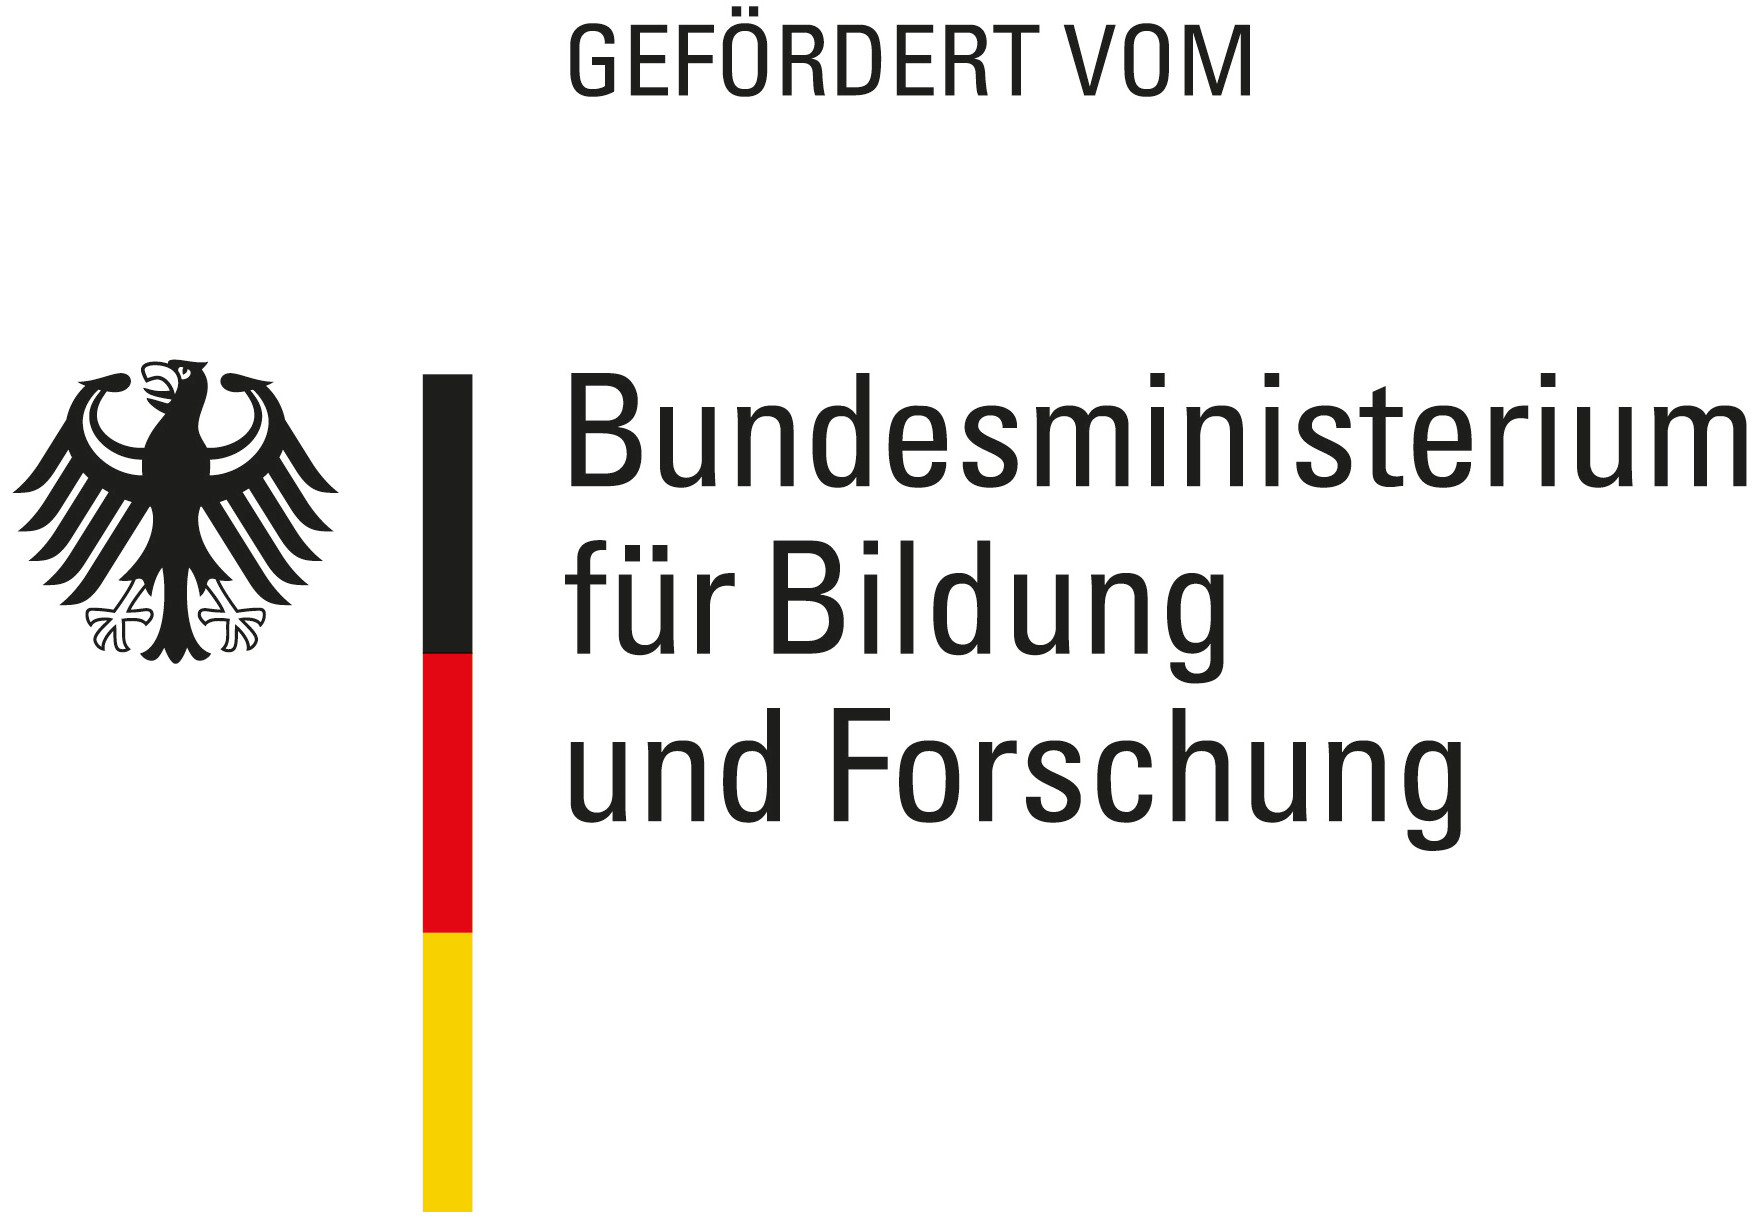 GEFÖRDERT VOM
Bundesministerium
für Bildung
und Forschung